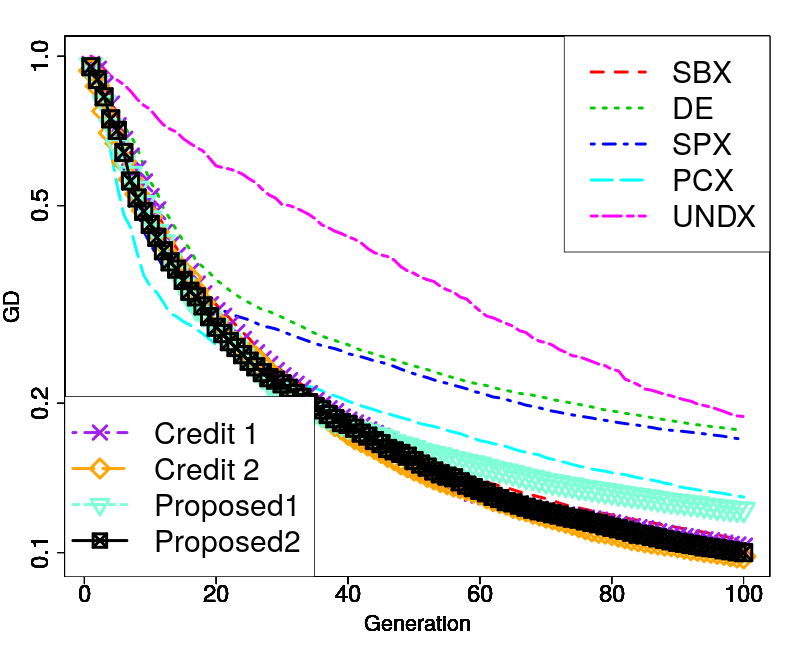 1.0
0.5
0.2
0.1
GD
SBX
DE
SPX
PCX
UNDX
Credit 1
Credit 2
Proposed1
Proposed2
0 20 40 60 80 100
Generation